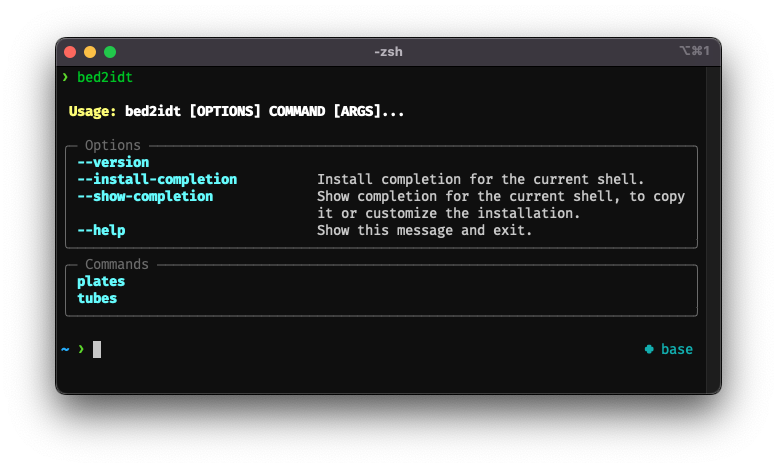 -zsh
⌥⌘1
❯ bed2idt
Usage: bed2idt [OPTIONS] COMMAND [ARGS]...
Options
--version
--install-completion Install completion for the current shell.
--show-completion Show completion for the current shell, to copy
it or customize the installation.
--help Show this message and exit.
Commands
plates
tubes
~ ❯ base